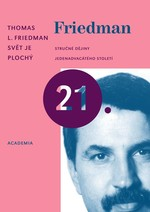 THOMAS
L. FRIEDMAN
SVĚT JE
PLOCHÝ
Friedman
STRUČNÉ DĚJINY
JEDENADVACÁTÉHO STOLETÍ
21.
ACADEMIA